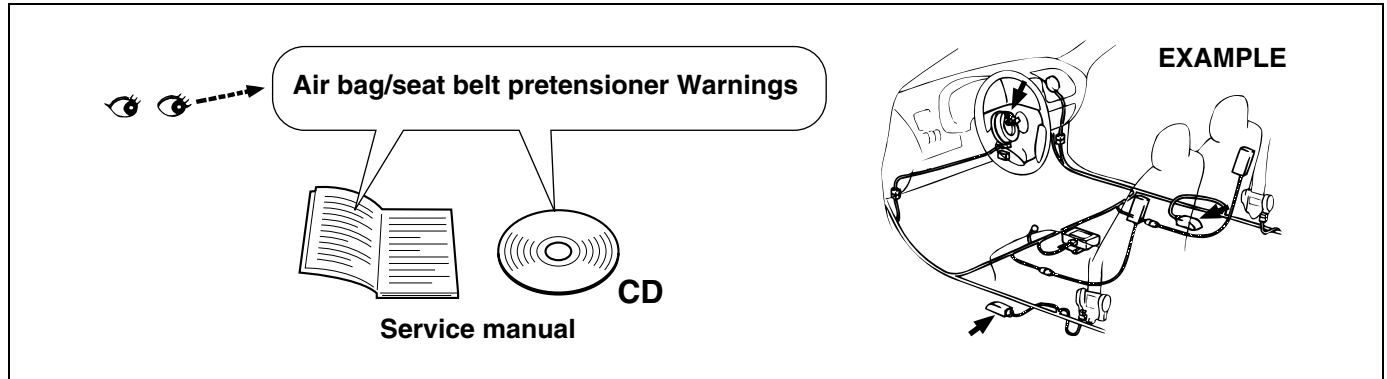 Air bag/seat belt pretensioner Warnings
CD
Service manual
EXAMPLE